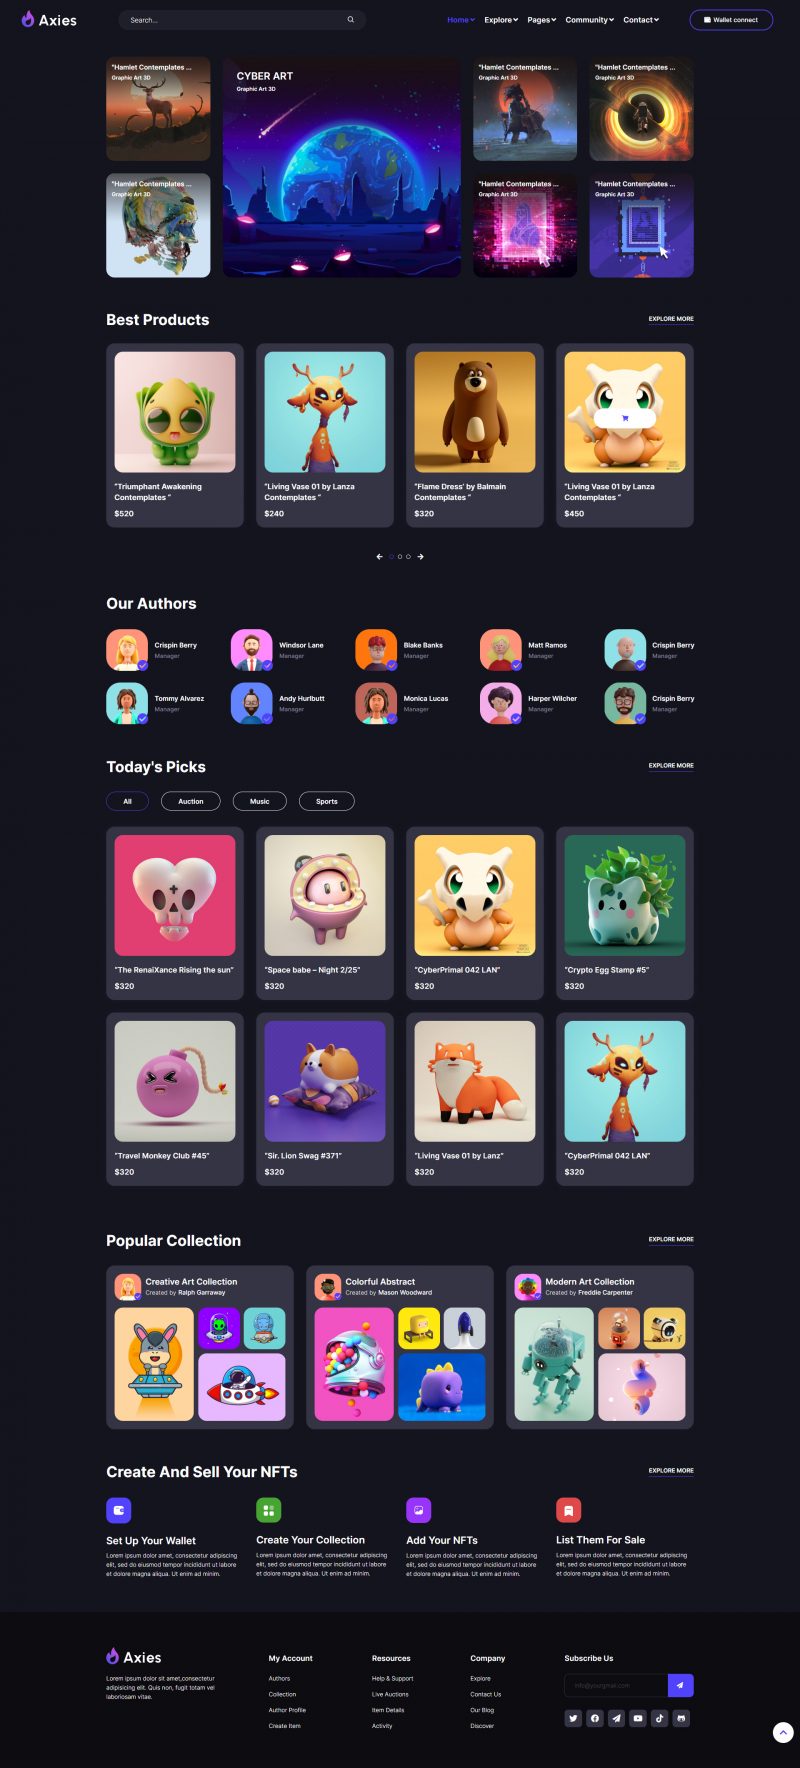 Axies
Search...
Home
Explore
Pages
Community
Contact
Wallet connect
"Hamlet Contemplates ...
Graphic Art 3D
CYBER ART
Graphic Art 3D
"Hamlet Contemplates ...
Graphic Art 3D
"Hamlet Contemplates ...
Graphic Art 3D
"Hamlet Contemplates ...
Graphic Art 3D
"Hamlet Contemplates ...
Graphic Art 3D
"Hamlet Contemplates ...
Graphic Art 3D
Best Products
EXPLORE MORE
"Triumphant Awakening
Contemplates "
$520
"Living Vase 01 by Lanza
Contemplates "
$240
"Flame Dress' by Balmain
Contemplates "
$320
"Living Vase 01 by Lanza
Contemplates "
$450
Our Authors
Crispin Berry
Manager
Windsor Lane
Manager
Blake Banks
Manager
Matt Ramos
Manager
Crispin Berry
Manager
Tommy Alvarez
Manager
Andy Hurlbutt
Manager
Monica Lucas
Manager
Harper Wilcher
Manager
Crispin Berry
Manager
Today's Picks
EXPLORE MORE
All
Auction
Music
Sports
"The RenaiXance Rising the sun"
$320
"Space babe – Night 2/25"
$320
"CyberPrimal 042 LAN"
$320
"Crypto Egg Stamp #5"
$320
"Travel Monkey Club #45"
$320
"Sir. Lion Swag #371"
$320
"Living Vase 01 by Lanz"
$320
"CyberPrimal 042 LAN"
$320
Popular Collection
EXPLORE MORE
Creative Art Collection
Created by Ralph Garraway
Colorful Abstract
Created by Mason Woodward
Modern Art Collection
Created by Freddie Carpenter
Create And Sell Your NFTs
EXPLORE MORE
Set Up Your Wallet
Lorem ipsum dolor amet, consectetur adipiscing
elit, sed do eiusmod tempor incididunt ut labore
et dolore magna aliqua. Ut enim ad minim.
Create Your Collection
Lorem ipsum dolor amet, consectetur adipiscing
elit, sed do eiusmod tempor incididunt ut labore
et dolore magna aliqua. Ut enim ad minim.
Add Your NFTs
Lorem ipsum dolor amet, consectetur adipiscing
elit, sed do eiusmod tempor incididunt ut labore
et dolore magna aliqua. Ut enim ad minim.
List Them For Sale
Lorem ipsum dolor amet, consectetur adipiscing
elit, sed do eiusmod tempor incididunt ut labore
et dolore magna aliqua. Ut enim ad minim.
Axies
Lorem ipsum dolor sit amet,consectetur
adipisicing elit. Quis non, fugit totam vel
laboriosam vitae.
My Account
Authors
Collection
Author Profile
Create Item
Resources
Help & Support
Live Auctions
Item Details
Activity
Company
Explore
Contact Us
Our Blog
Discover
Subscribe Us
info@yourgmail.com